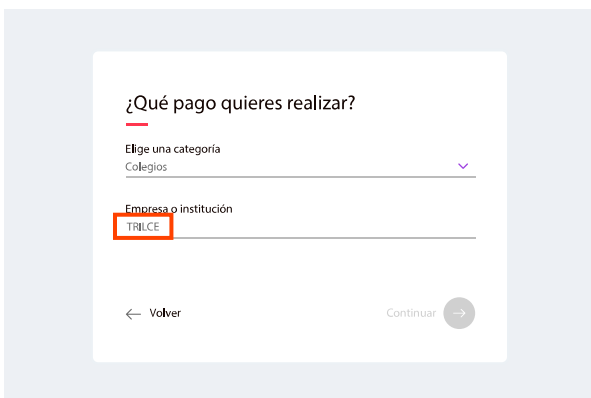 ¿Qué pago quieres realizar?
Elige una categoría
Colegios
Empresa o institución
TRILCE
Volver
Continuar